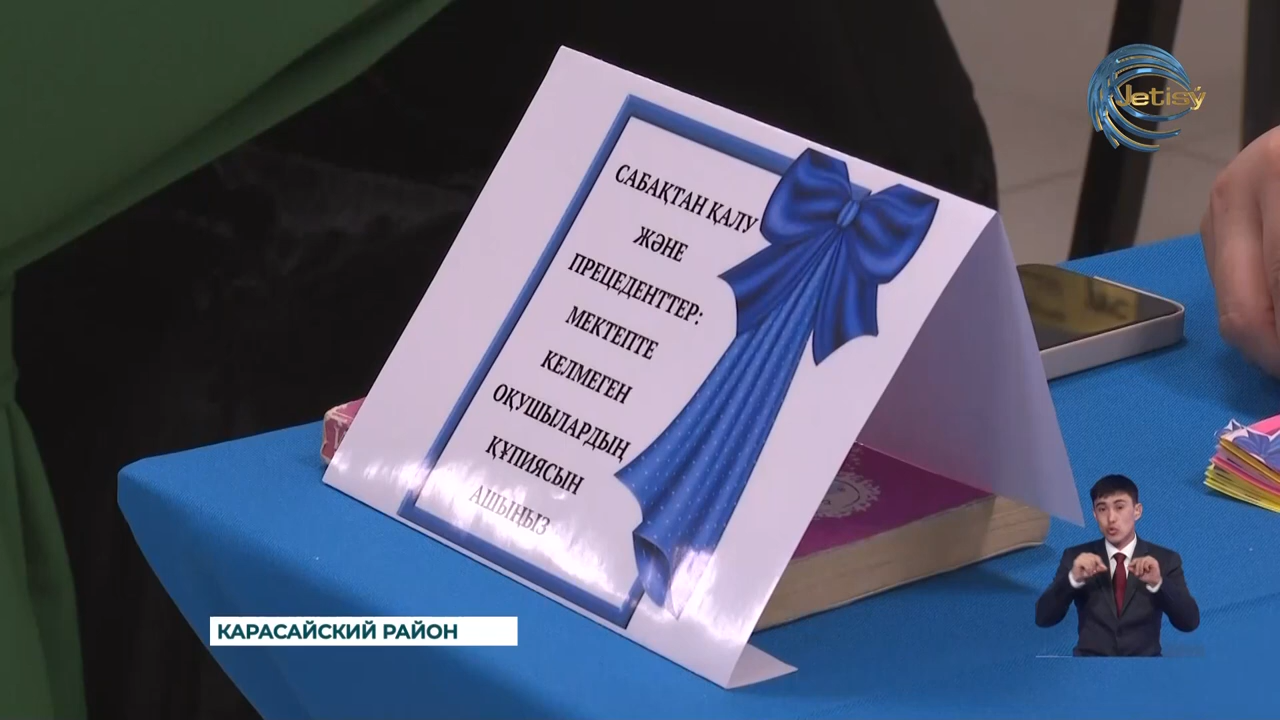 Jetisý
САБАҚТАН ҚАЛУ
ЖӘНЕ
ПРЕЦЕДЕНТТЕР:
МЕКТЕПТЕ
КЕЛМЕГЕН
ОҚУШЫЛАРДЫҢ
ҚҰПИЯСЫН
АШЫҢЫЗ
КАРАСАЙСКИЙ РАЙОН